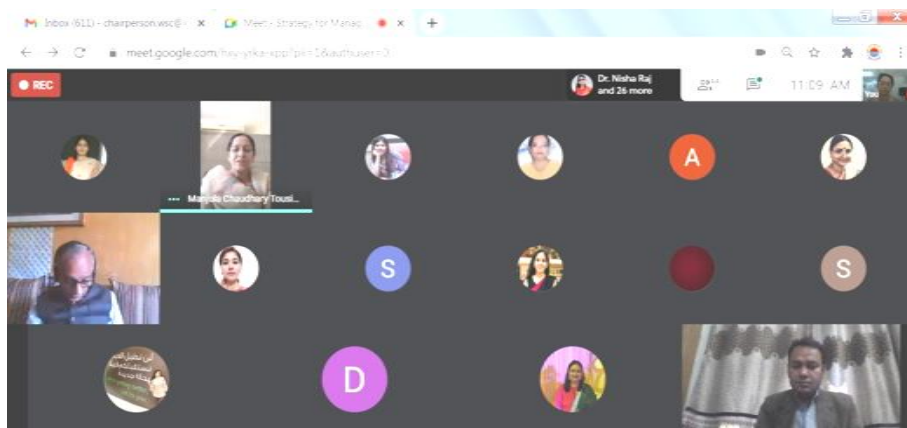 Inbox (611) - chairperson.wsc@
Meet - Strategy for Manag
meet.google.com/
REC
Dr. Nisha Raj
and 26 more
11:09 AM
You
A
Manjula Chaudhary Tousi...
S
S
D